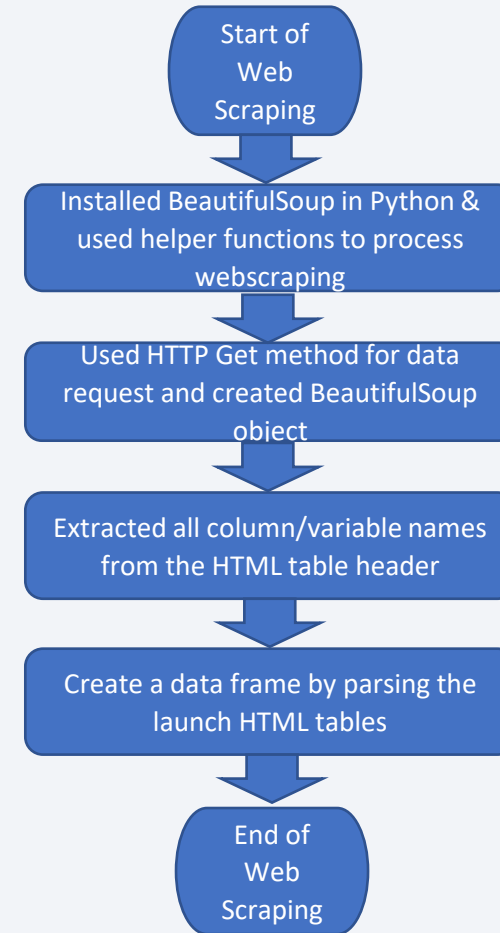 Start of
Web
Scraping
Installed BeautifulSoup in Python &
used helper functions to process
webscraping
Used HTTP Get method for data
request and created BeautifulSoup
object
Extracted all column/variable names
from the HTML table header
Create a data frame by parsing the
launch HTML tables
End of
Web
Scraping